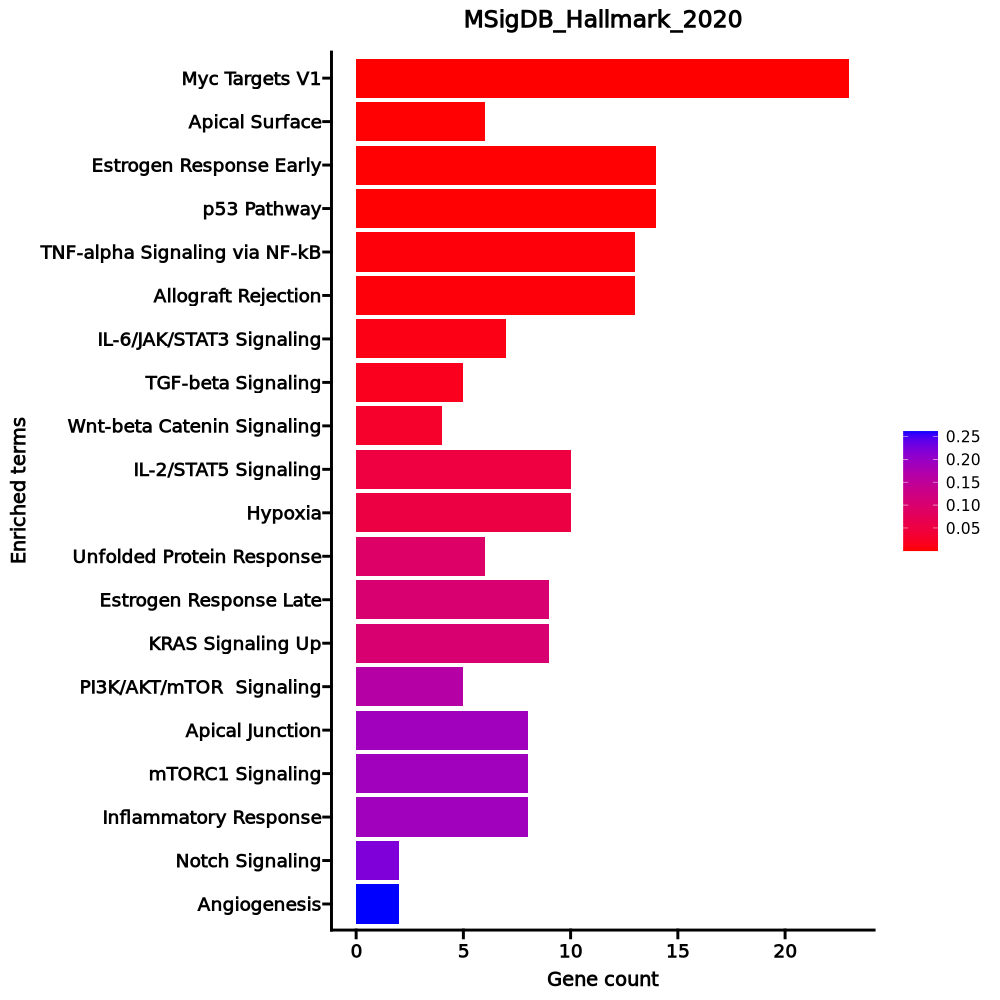 MSigDB_Hallmark_2020
Enriched terms
Myc Targets V1
Apical Surface
Estrogen Response Early
p53 Pathway
TNF-alpha Signaling via NF-kB
Allograft Rejection
IL-6/JAK/STAT3 Signaling
TGF-beta Signaling
Wnt-beta Catenin Signaling
IL-2/STAT5 Signaling
Hypoxia
Unfolded Protein Response
Estrogen Response Late
KRAS Signaling Up
PI3K/AKT/mTOR  Signaling
Apical Junction
mTORC1 Signaling
Inflammatory Response
Notch Signaling
Angiogenesis
0 5 10 15 20
Gene count
0.25
0.20
0.15
0.10
0.05